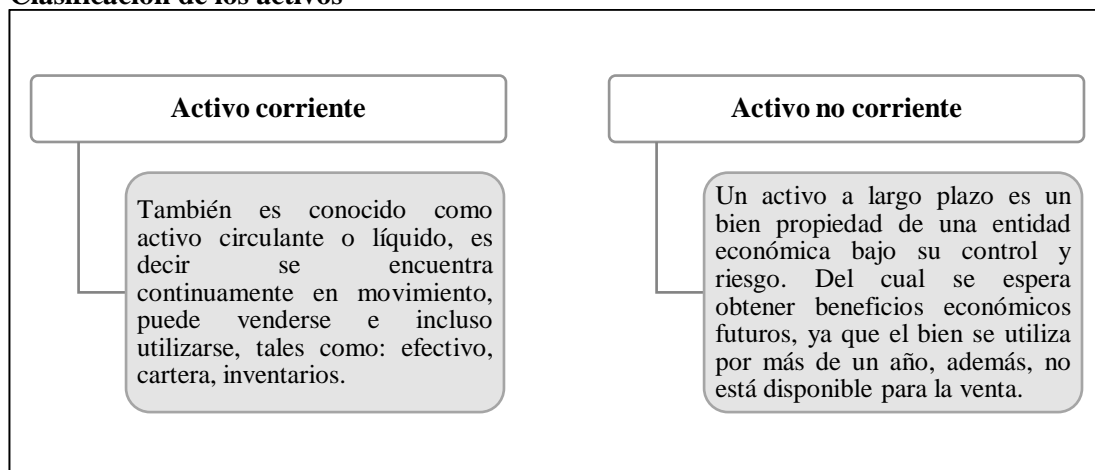 Clasificación de los activos
Activo corriente
También es conocido como
activo circulante o líquido, es
decir se encuentra
continuamente en movimiento,
puede venderse e incluso
utilizarse, tales como: efectivo,
cartera, inventarios.
Activo no corriente
Un activo a largo plazo es un
bien propiedad de una entidad
económica bajo su control y
riesgo. Del cual se espera
obtener beneficios económicos
futuros, ya que el bien se utiliza
por más de un año, además, no
está disponible para la venta.